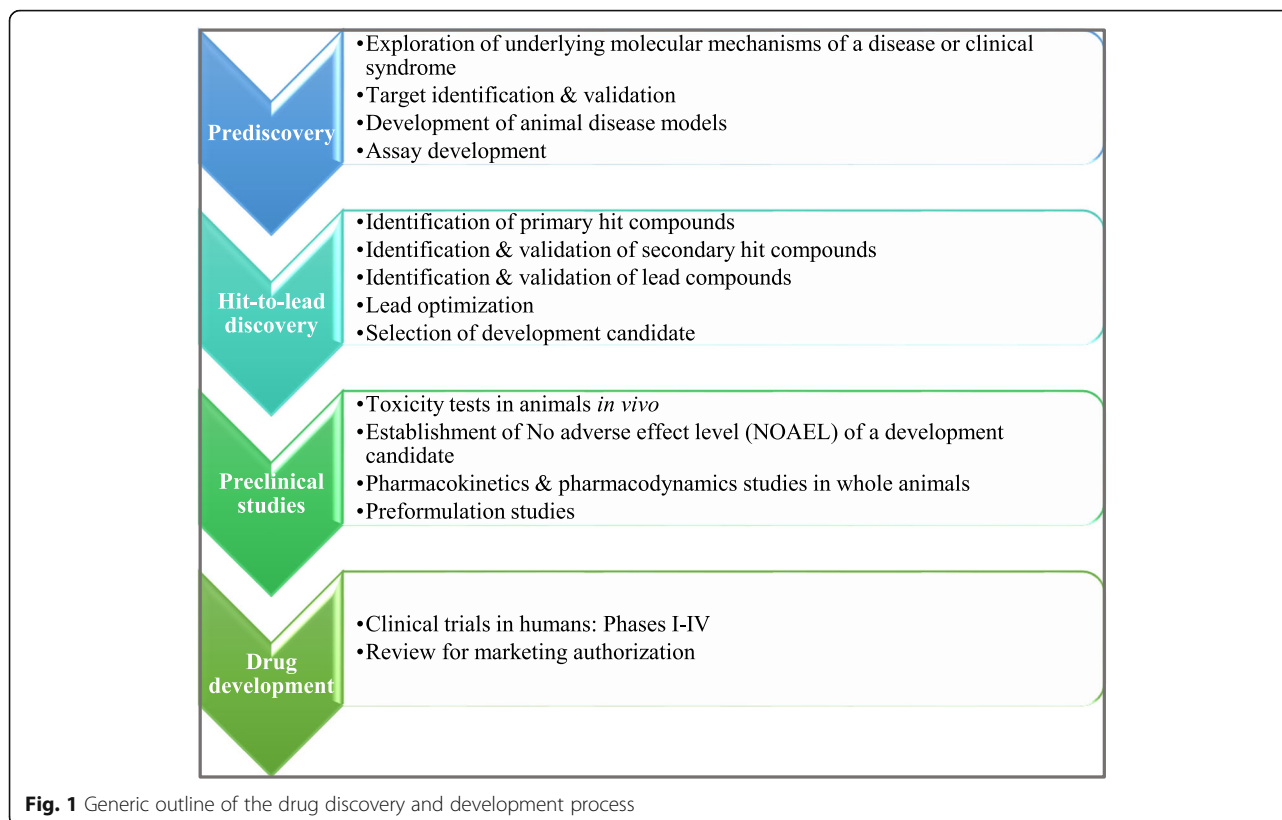 Prediscovery
•Exploration of underlying molecular mechanisms of a disease or clinical
syndrome
•Target identification & validation
•Development of animal disease models
•Assay development
Hit-to-lead
discovery
•Identification of primary hit compounds
•Identification & validation of secondary hit compounds
•Identification & validation of lead compounds
•Lead optimization
•Selection of development candidate
Preclinical
studies
•Toxicity tests in animals in vivo
•Establishment of No adverse effect level (NOAEL) of a development
candidate
•Pharmacokinetics & pharmacodynamics studies in whole animals
•Preformulation studies
Drug
development
•Clinical trials in humans: Phases I-IV
•Review for marketing authorization
Fig. 1 Generic outline of the drug discovery and development process